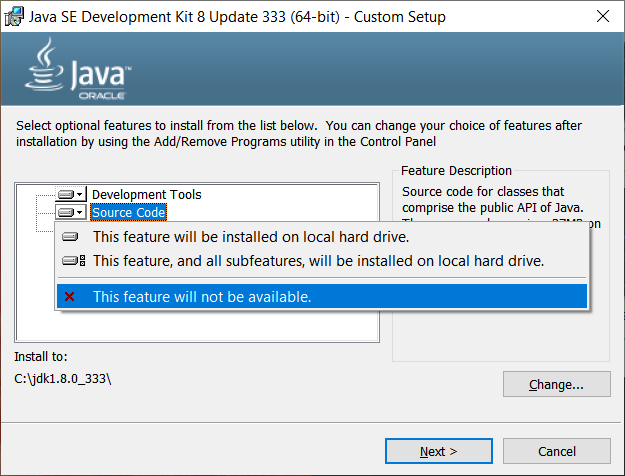 Java SE Development Kit 8 Update 333 (64-bit) - Custom Setup
Java™
ORACLE
Select optional features to install from the list below.  You can change your choice of features after
installation by using the Add/Remove Programs utility in the Control Panel
Feature Description
Development Tools
Source Code
Source code for classes that
comprise the public API of Java.
on
This feature will be installed on local hard drive.
This feature, and all subfeatures, will be installed on local hard drive.
This feature will not be available.
Install to:
C:\jdk1.8.0_333\
Change...
Next >
Cancel